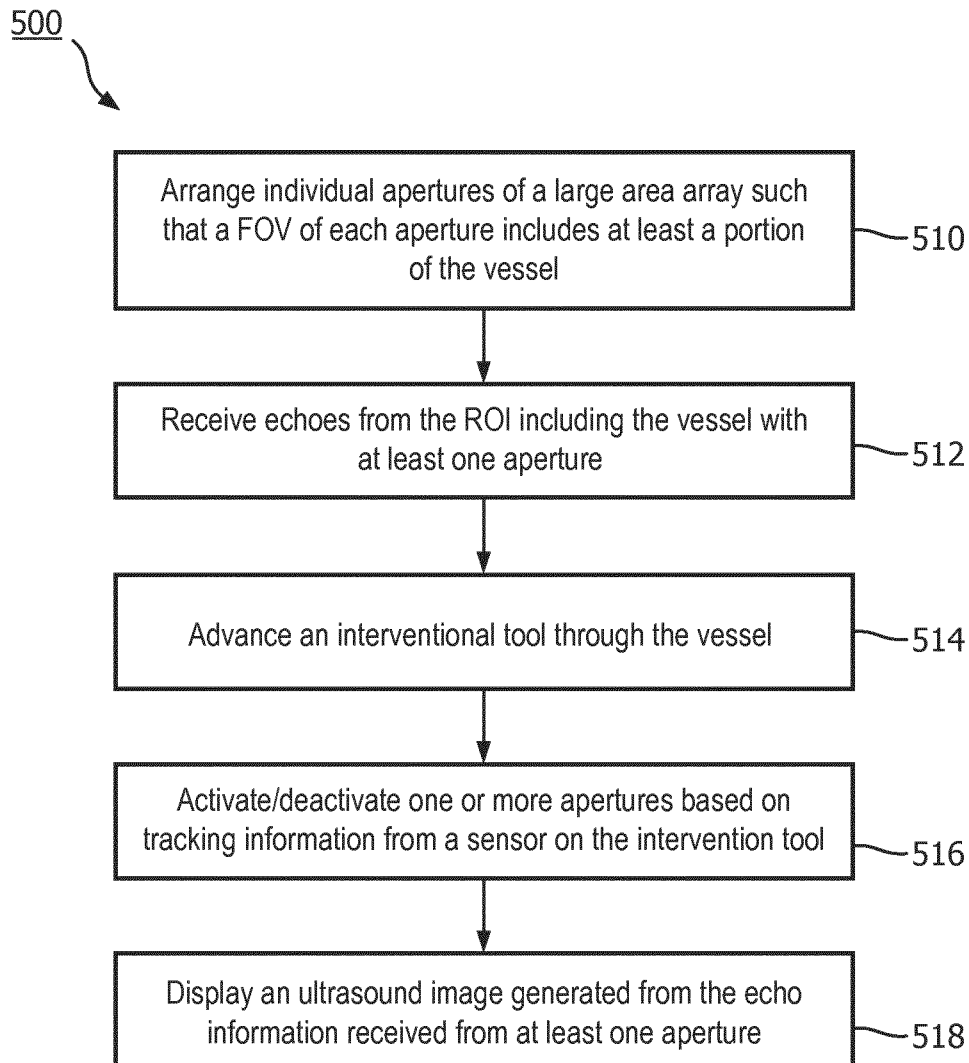 500
Arrange individual apertures of a large area array such
that a FOV of each aperture includes at least a portion
of the vessel
510
Receive echoes from the ROI including the vessel with
at least one aperture
512
Advance an interventional tool through the vessel
514
Activate/deactivate one or more apertures based on
tracking information from a sensor on the intervention tool
516
Display an ultrasound image generated from the echo
information received from at least one aperture
518